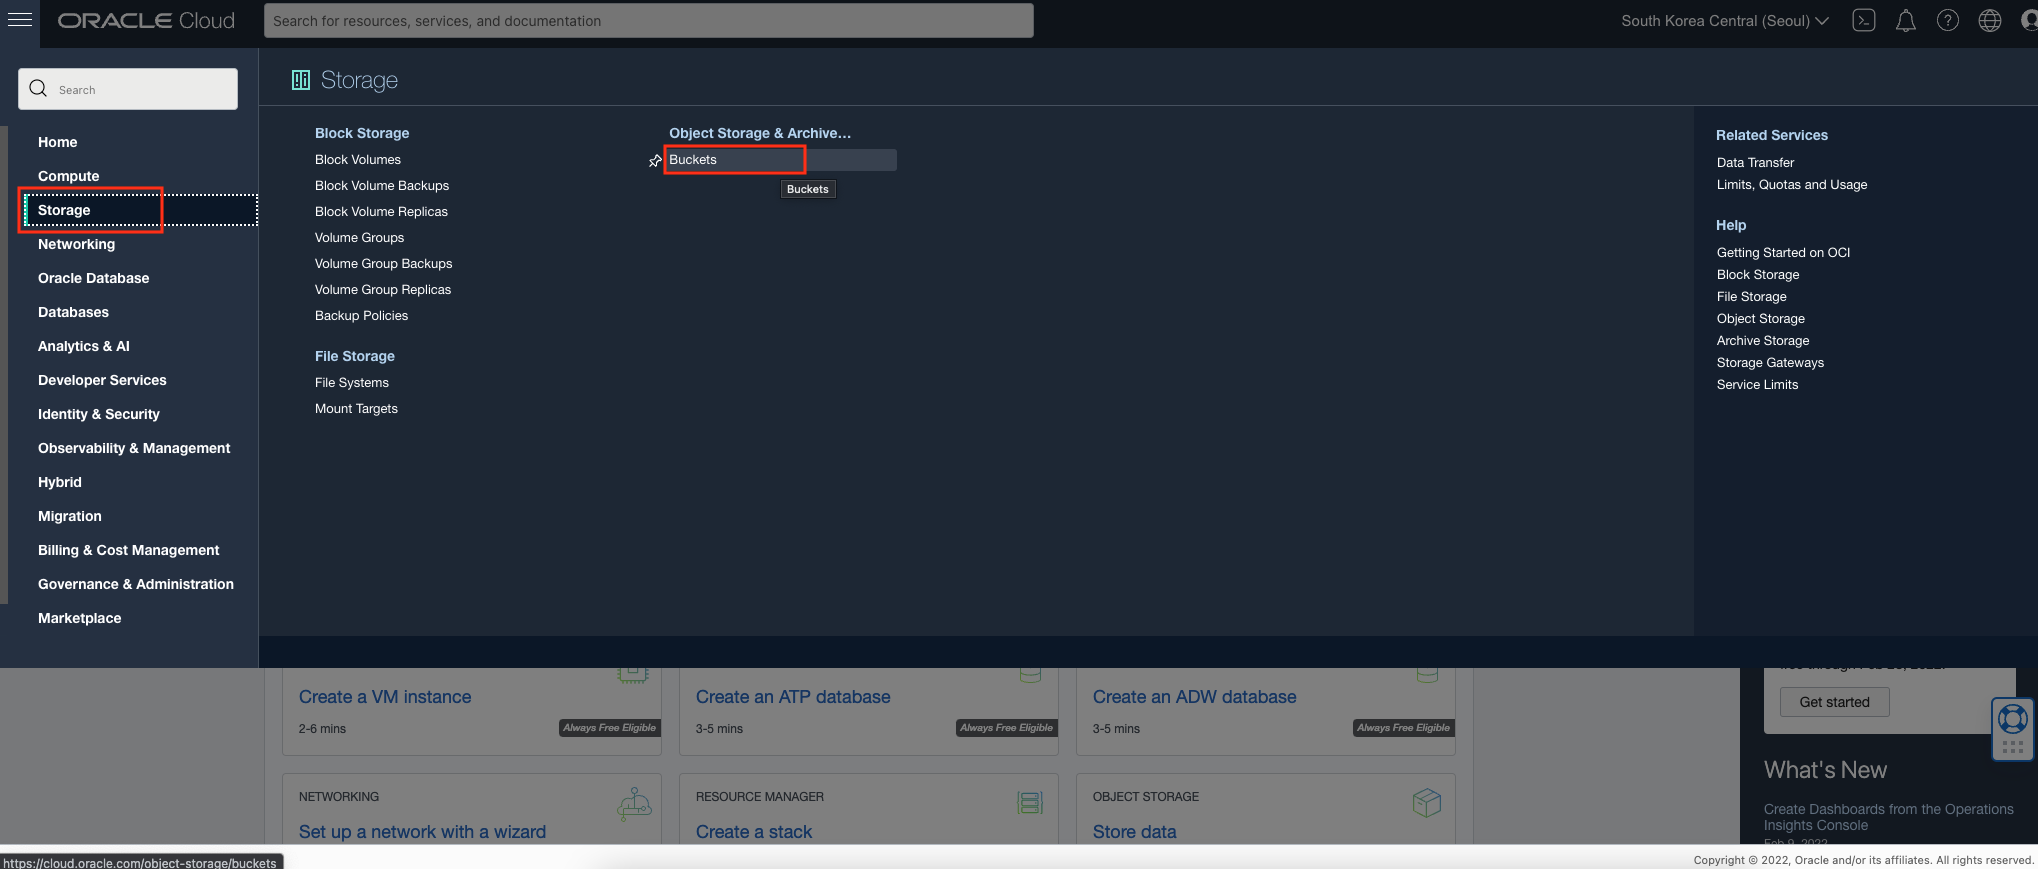 ORACLE Cloud
Search for resources, services, and documentation
South Korea Central (Seoul)
Search
Home
Compute
Storage
Networking
Oracle Database
Databases
Analytics & AI
Developer Services
Identity & Security
Observability & Management
Hybrid
Migration
Billing & Cost Management
Governance & Administration
Marketplace
Storage
Block Storage
Block Volumes
Block Volume Backups
Block Volume Replicas
Volume Groups
Volume Group Backups
Volume Group Replicas
Backup Policies
File Storage
File Systems
Mount Targets
Object Storage & Archive...
Buckets
Buckets
Related Services
Data Transfer
Limits, Quotas and Usage
Help
Getting Started on OCI
Block Storage
File Storage
Object Storage
Archive Storage
Storage Gateways
Service Limits
Create a VM instance
2-6 mins
Always Free Eligible
Create an ATP database
3-5 mins
Always Free Eligible
Create an ADW database
3-5 mins
Always Free Eligible
Get started
NETWORKING
Set up a network with a wizard
RESOURCE MANAGER
Create a stack
OBJECT STORAGE
Store data
What's New
Create Dashboards from the Operations
Insights Console
Feb 9, 2022
https://cloud.oracle.com/object-storage/buckets
Copyright © 2022, Oracle and/or its affiliates. All rights reserved.